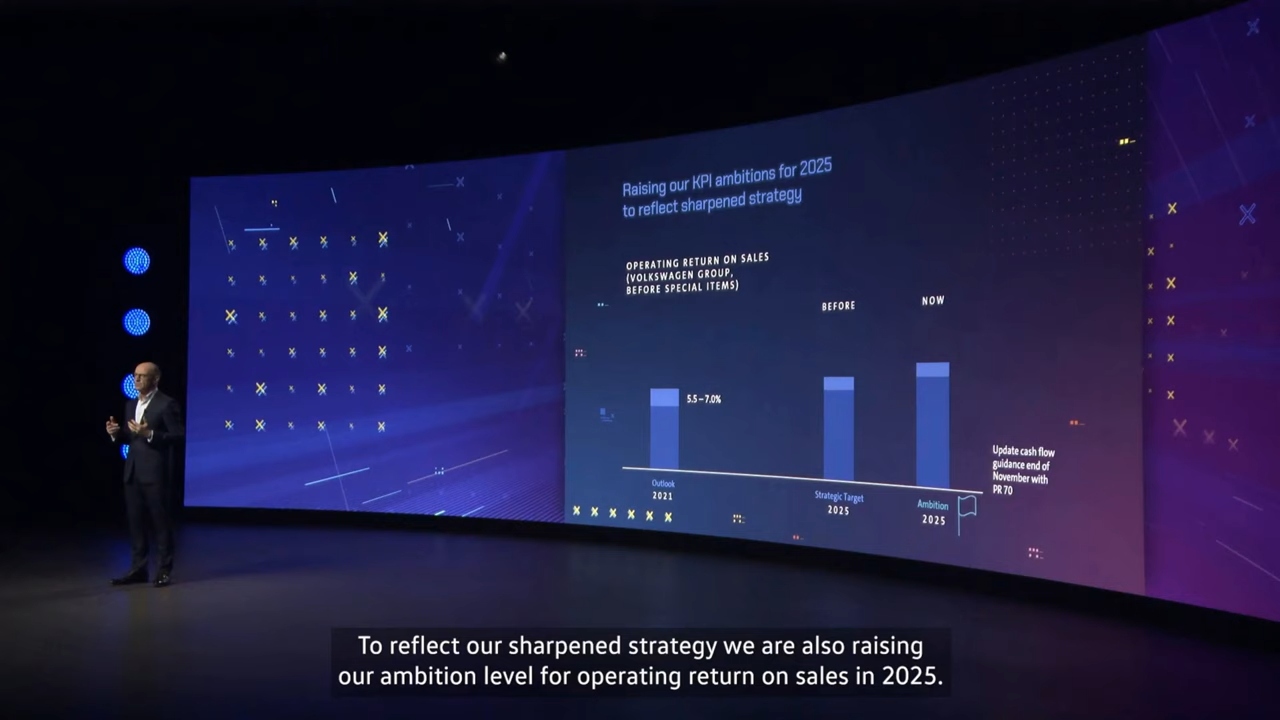 Raising our KPI ambitions for 2025
to reflect sharpened strategy
OPERATING RETURN ON SALES
(VOLKSWAGEN GROUP,
BEFORE SPECIAL ITEMS)
BEFORE
NOW
5.5–7.0%
Outlook
2021
Strategic Target
2025
Ambition
2025
Update cash flow
guidance end of
November with
PR 70
To reflect our sharpened strategy we are also raising
our ambition level for operating return on sales in 2025.